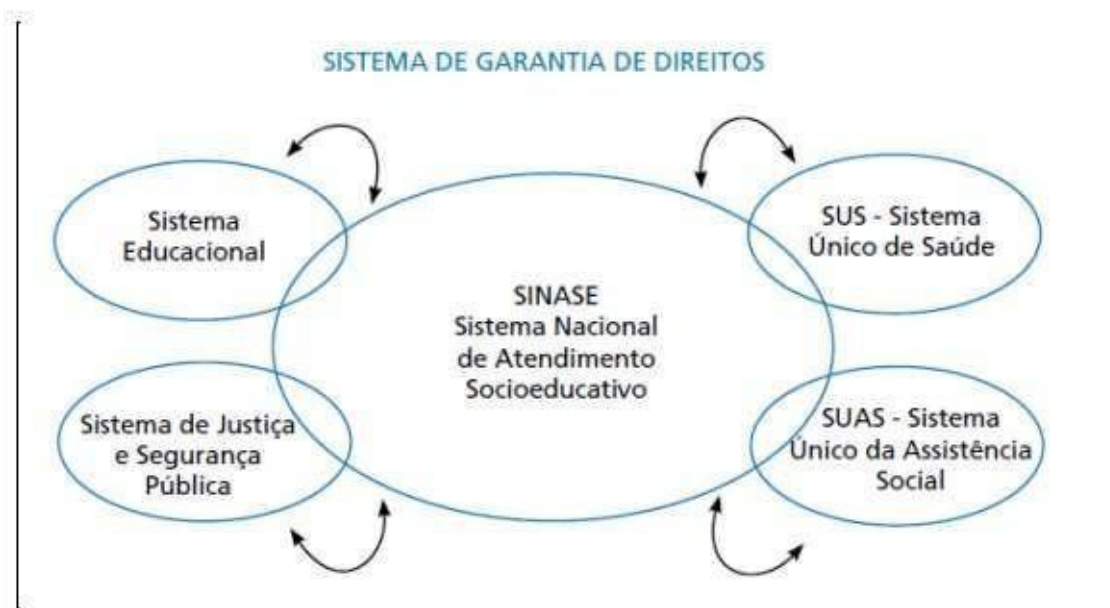 SISTEMA DE GARANTIA DE DIREITOS
Sistema
Educacional
SUS - Sistema
Único de Saúde
SINASE
Sistema Nacional
de Atendimento
Socioeducativo
Sistema de Justiça
e Segurança
Pública
SUAS - Sistema
Único da Assistência
Social